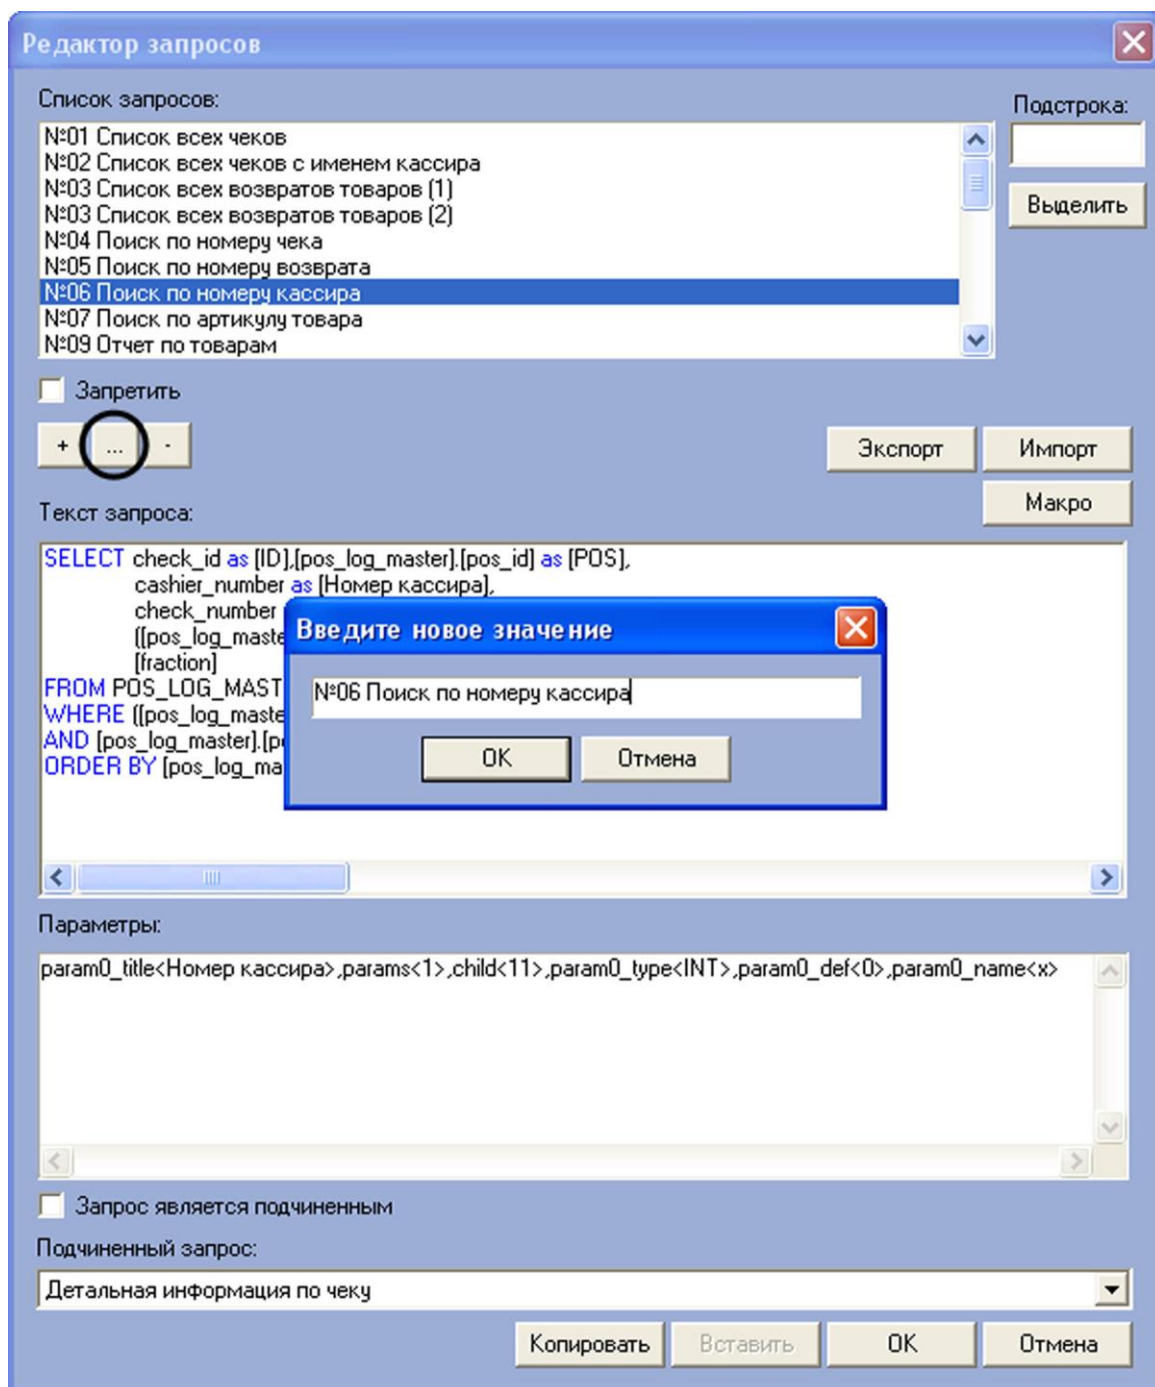 Редактор запросов
Список запросов:
Подстрока:
№01 Список всех чеков
№02 Список всех чеков с именем кассира
№03 Список всех возвратов товаров (1)
№03 Список всех возвратов товаров (2)
№04 Поиск по номеру чека
№05 Поиск по номеру возврата
№06 Поиск по номеру кассира
№07 Поиск по артикулу товара
№09 Отчет по товарам
Выделить
Запретить
+ ... -
Экспорт Импорт
Макро
Текст запроса:
SELECT check_id as [ID],[pos_log_master].[pos_id] as [POS],
cashier_number as [Номер кассира],
check_number
([pos_log_maste
[fraction]
FROM POS_LOG_MAST
WHERE ([pos_log_maste
AND [pos_log_master].[p
ORDER BY [pos_log_ma
Введите новое значение
№06 Поиск по номеру кассира
OK Отмена
Параметры:
param0_title<Номер кассира>,params<1>,child<11>,param0_type<INT>,param0_def<0>,param0_name<x>
Запрос является подчиненным
Подчиненный запрос:
Детальная информация по чеку
Копировать Вставить OK Отмена